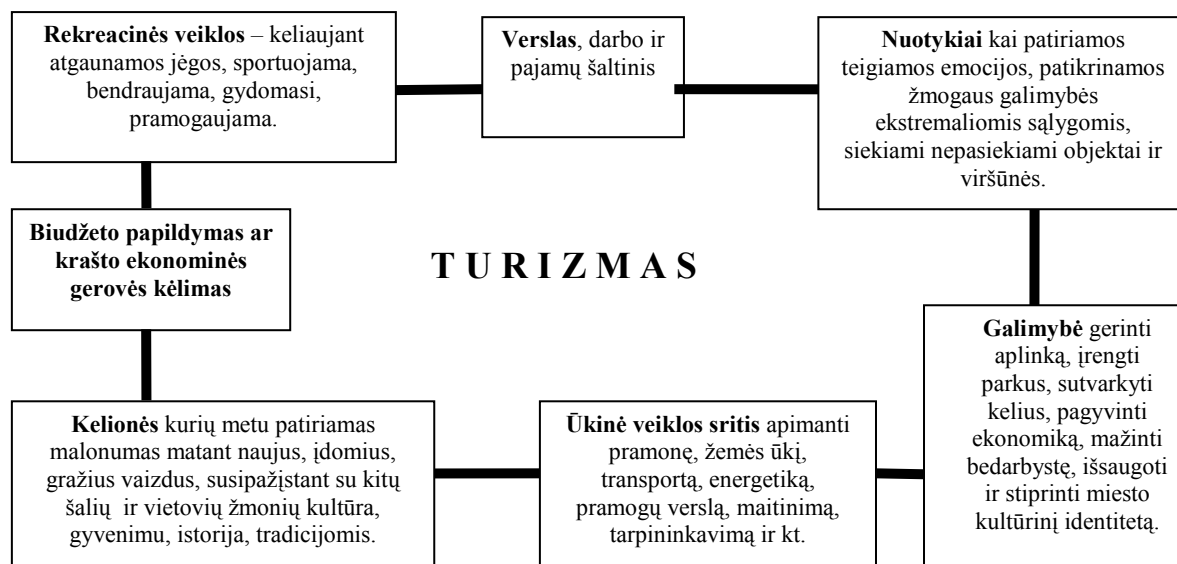 Rekreacinės veiklos – keliaujant
atgaunamos jėgos, sportuojama,
bendraujama, gydomasi,
pramogaujama.
Verslas, darbo ir
pajamų šaltinis
Nuotykiai kai patiriamos
teigiamos emocijos, patikrinamos
žmogaus galimybės
ekstremaliomis sąlygomis,
siekiami nepasiekiami objektai ir
viršūnės.
Biudžeto papildymas ar
krašto ekonominės
gerovės kėlimas
T U R I Z M A S
Galimybė gerinti
aplinką, įrengti
parkus, sutvarkyti
kelius, pagyvinti
ekonomiką, mažinti
bedarbystę, išsaugoti
ir stiprinti miesto
kultūrinį identitetą.
Kelionės kurių metu patiriamas
malonumas matant naujus, įdomius,
gražius vaizdus, susipažįstant su kitų
šalių ir vietovių žmonių kultūra,
gyvenimu, istorija, tradicijomis.
Ūkinė veiklos sritis apimanti
pramonę, žemės ūkį,
transportą, energetiką,
pramogų verslą, maitinimą,
tarpininkavimą ir kt.